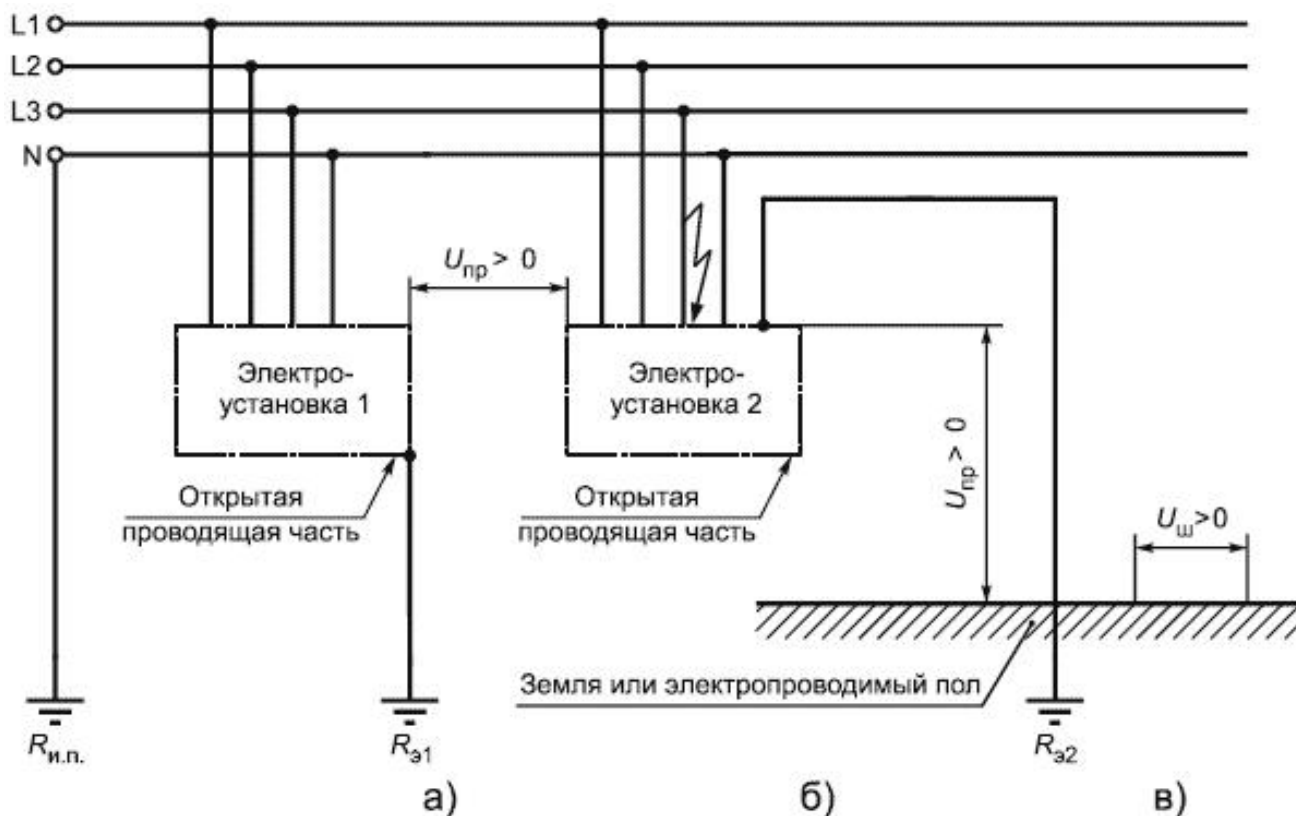 L1
L2
L3
N
Uпр > 0
Электро-
установка 1
Электро-
установка 2
Uпр > 0
Открытая
проводящая часть
Открытая
проводящая часть
Uш>0
Земля или электропроводимый пол
Rи.п.
Rэ1
Rэ2
а)
б)
в)